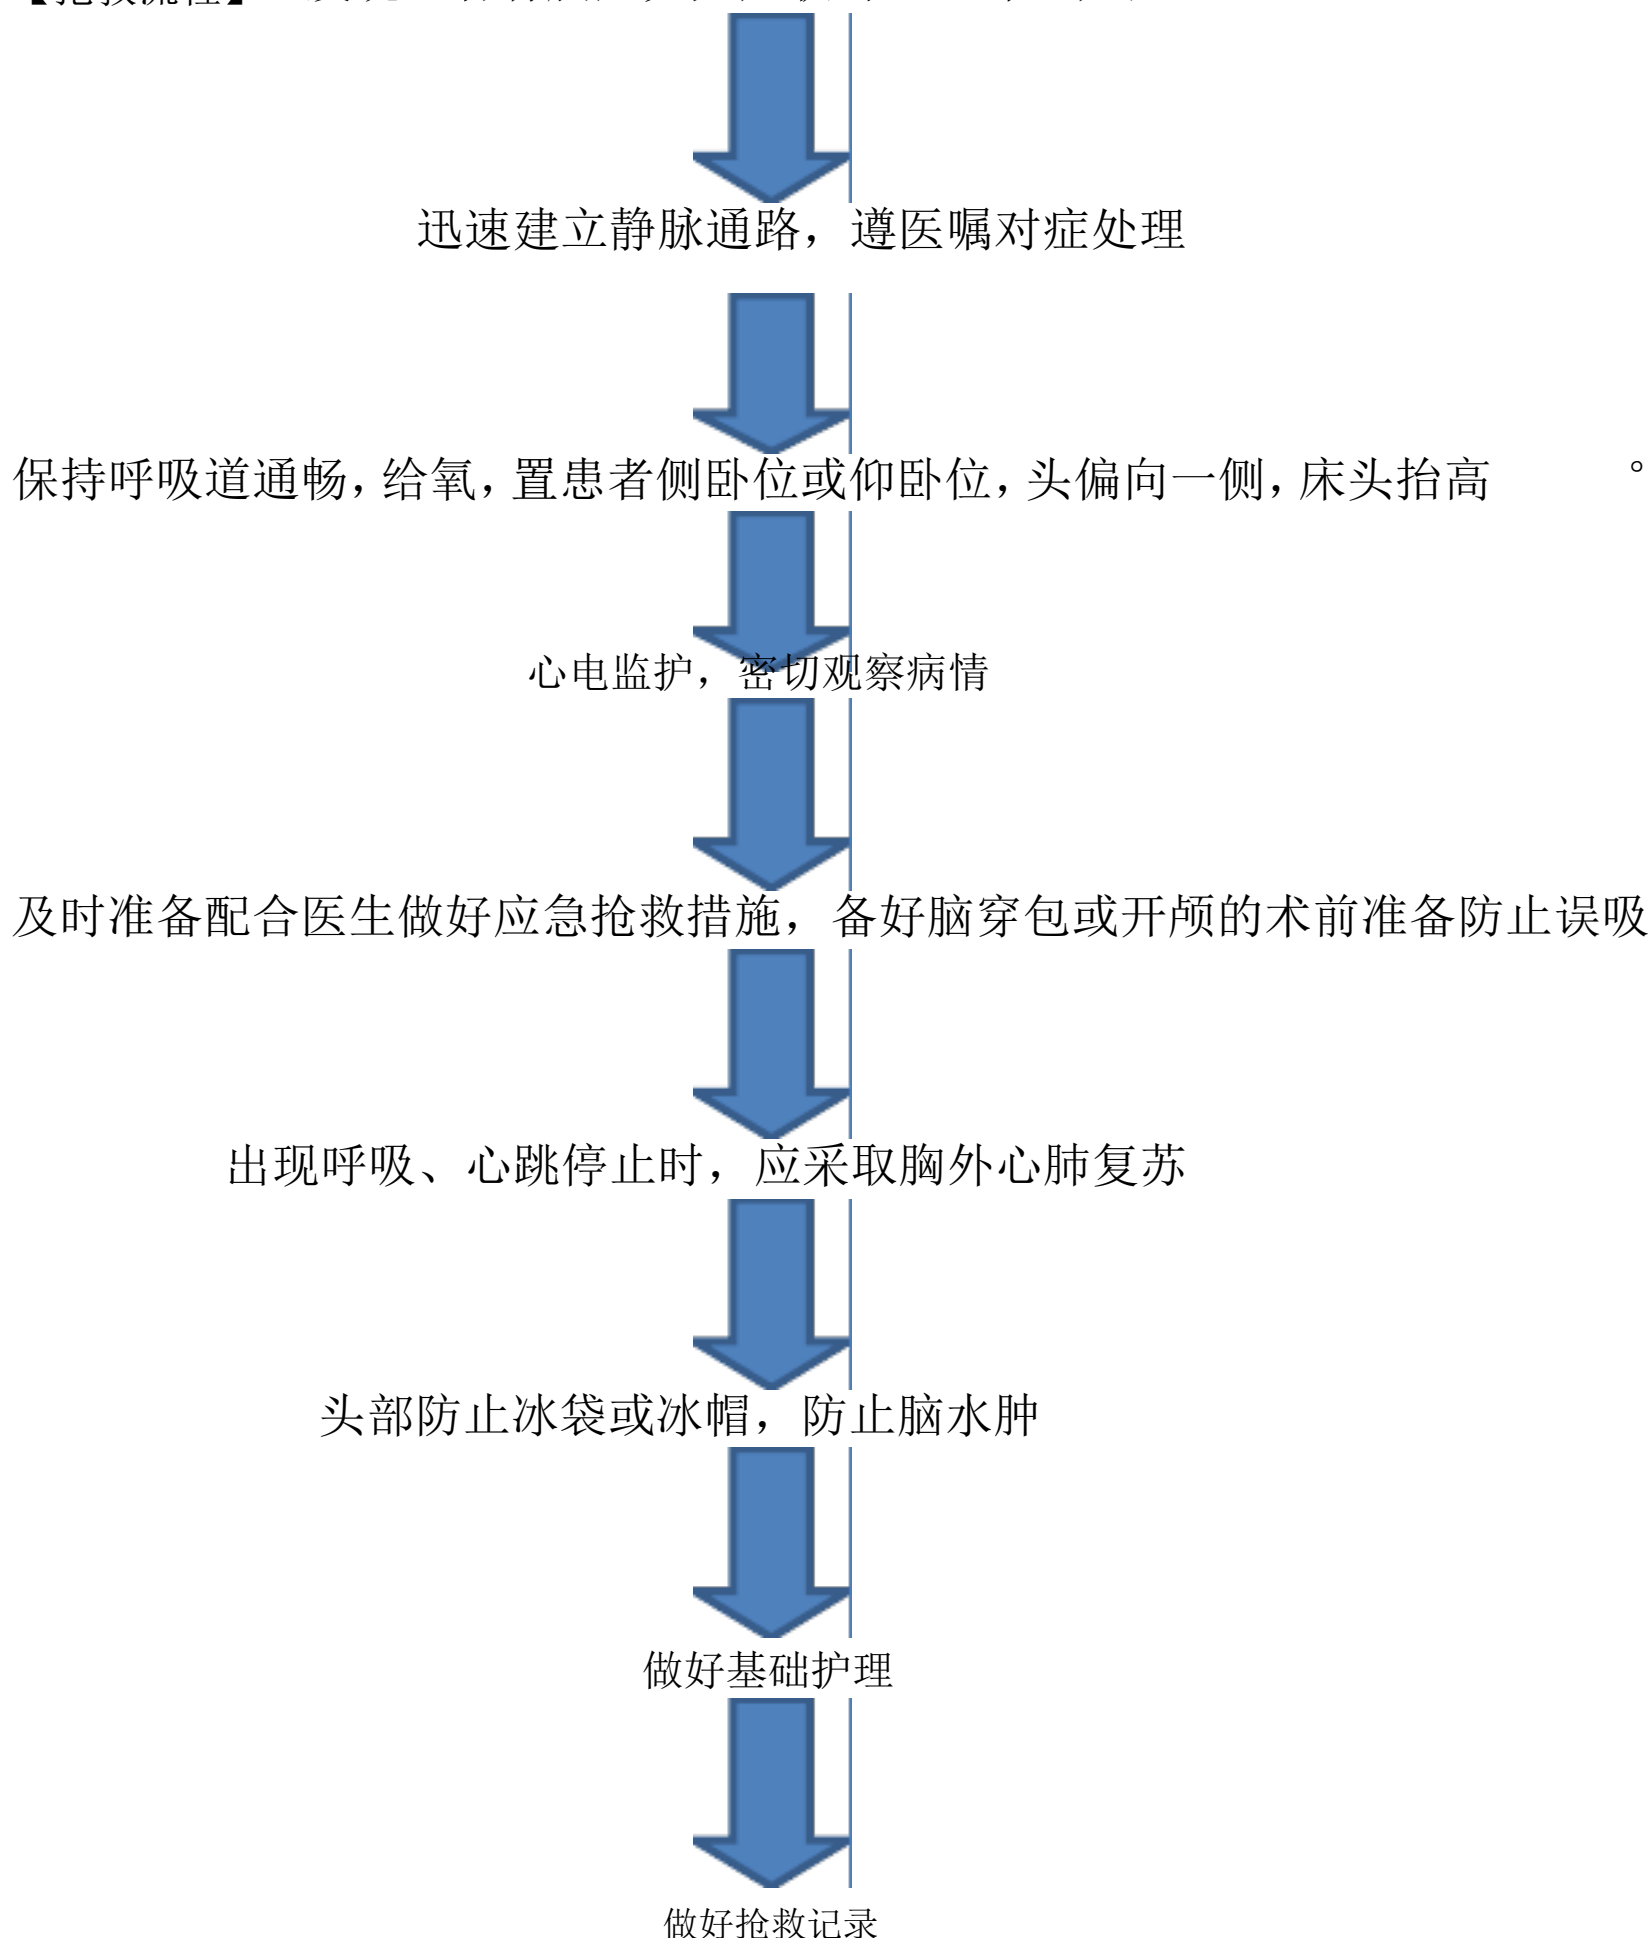 【抢救流程】
迅速建立静脉通路，遵医嘱对症处理
保持呼吸道通畅，给氧，置患者侧卧位或仰卧位，头偏向一侧，床头抬高 °
心电监护，密切观察病情
及时准备配合医生做好应急抢救措施，备好脑穿包或开颅的术前准备防止误吸
出现呼吸、心跳停止时，应采取胸外心肺复苏
头部防止冰袋或冰帽，防止脑水肿
做好基础护理
做好抢救记录